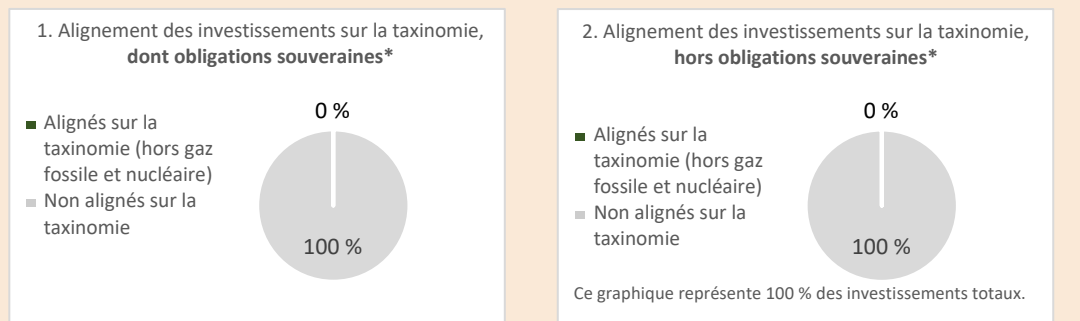 1. Alignement des investissements sur la taxinomie,
dont obligations souveraines*
0 %
Alignés sur la
taxinomie (hors gaz
fossile et nucléaire)
Non alignés sur la
taxinomie
100 %
2. Alignement des investissements sur la taxinomie,
hors obligations souveraines*
0 %
Alignés sur la
taxinomie (hors gaz
fossile et nucléaire)
Non alignés sur la
taxinomie
100 %
Ce graphique représente 100 % des investissements totaux.